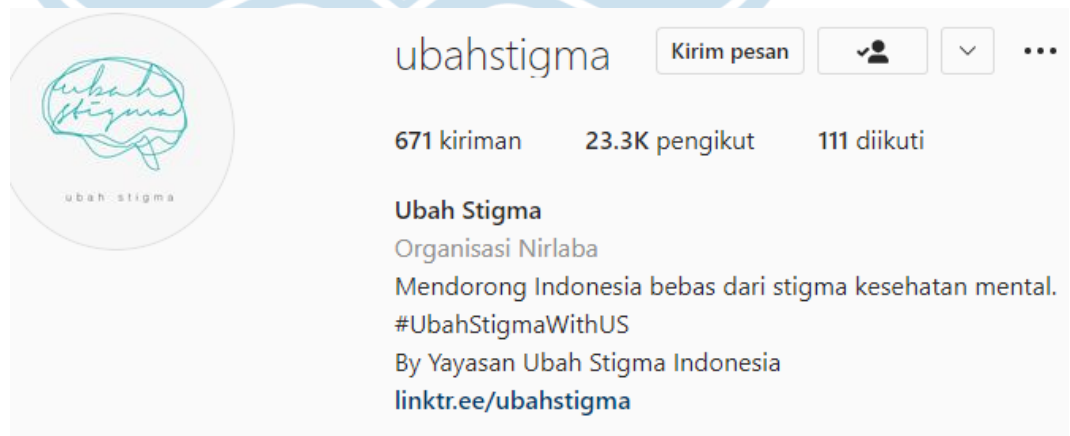 ubahstigma Kirim pesan
671 kiriman 23.3K pengikut 111 diikuti
ubah
stigma
ubah stigma
Ubah Stigma
Organisasi Nirlaba
Mendorong Indonesia bebas dari stigma kesehatan mental.
#UbahStigmaWithUS
By Yayasan Ubah Stigma Indonesia
linktr.ee/ubahstigma